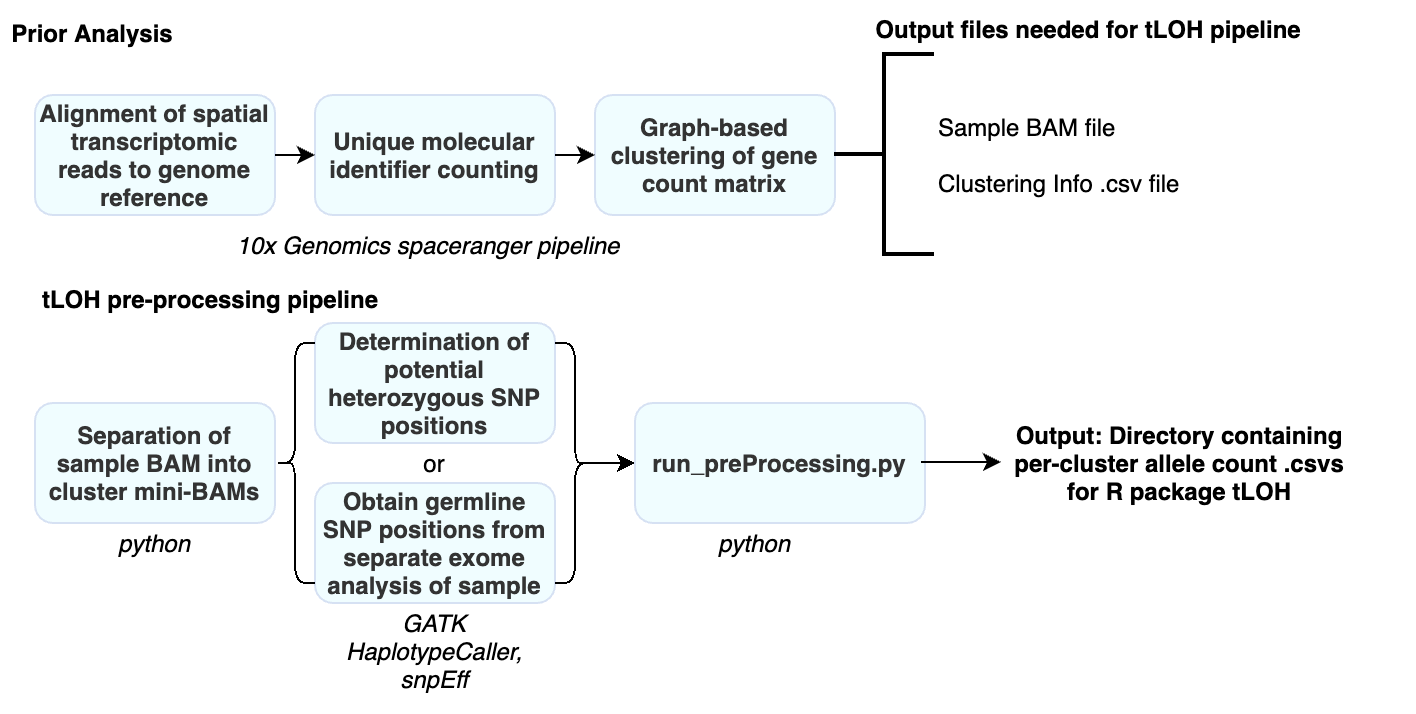 Prior Analysis
Output files needed for tLOH pipeline
Alignment of spatial
transcriptomic
reads to genome
reference
Unique molecular
identifier counting
Graph-based
clustering of gene
count matrix
Sample BAM file
Clustering Info .csv file
10x Genomics spaceranger pipeline
tLOH pre-processing pipeline
Separation of
sample BAM into
cluster mini-BAMs
python
Determination of
potential
heterozygous SNP
positions
or
Obtain germline
SNP positions from
separate exome
analysis of sample
GATK
HaplotypeCaller,
snpEff
run_preProcessing.py
python
Output: Directory containing
per-cluster allele count .csvs
for R package tLOH